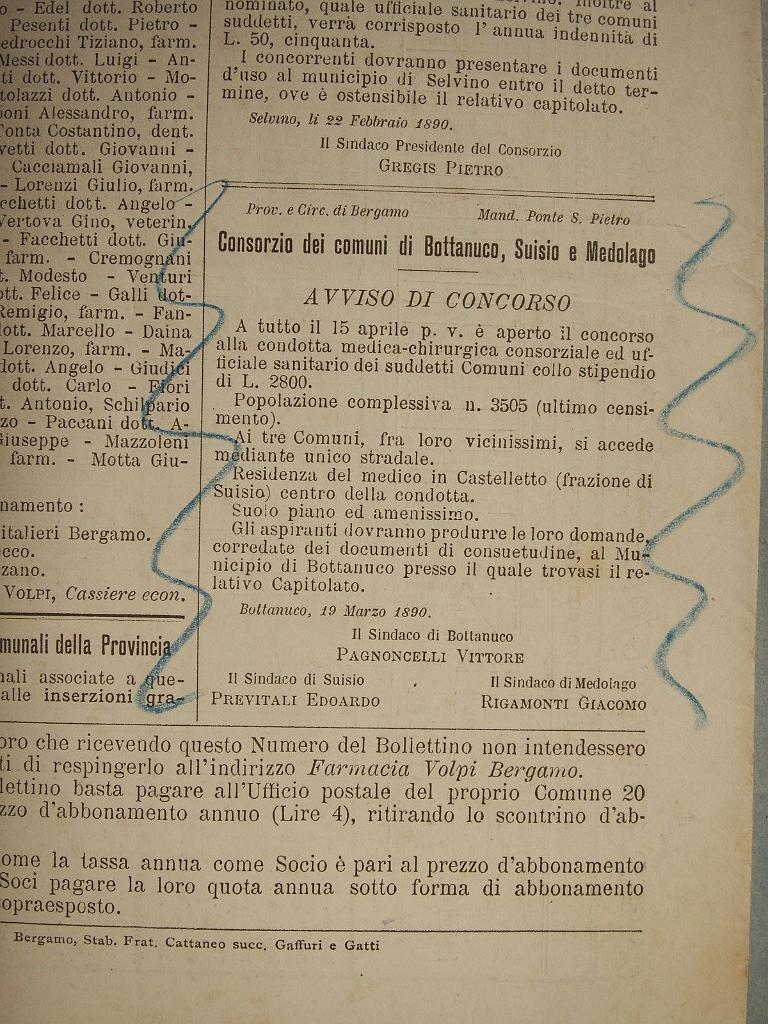 - Edel dott. Roberto
Pesenti dott. Pietro -
Tiziano, farm.
Messi dott. Luigi - An-
dott. Vittorio - Mo-
dott. Antonio -
Alessandro, farm.
Costantino, dent.
dott. Giovanni -
Cacciamali Giovanni,
- Lorenzi Giulio, farm.
dott. Angelo -
Vertova Gino, veterin.
- Facchetti dott. Giu-
farm. - Cremognani
Modesto - Venturi
dott. Felice - Galli dot-
Remigio, farm. - Fan-
dott. Marcello - Daina
Lorenzo, farm. - Ma-
dott. Angelo - Giudici
dott. Carlo - Fiori
Antonio, Schilpario
- Paccani dott. A-
Giuseppe - Mazzoleni
farm. - Motta Giu-
namento :
italieri Bergamo.
VOLPI, Cassiere econ.
munali della Provincia
nali associate a que-
alle inserzioni gra-
nominato, quale ufficiale sanitario dei tre comuni
suddetti, verrà corrisposto l'annua indennità di
L. 50, cinquanta.
I concorrenti dovranno presentare i documenti
d'uso al municipio di Selvino entro il detto ter-
mine, ove è ostensibile il relativo capitolato.
Selvino, li 22 Febbraio 1890.
Il Sindaco Presidente del Consorzio
GREGIS PIETRO
Prov. e Circ. di Bergamo Mand. Ponte S. Pietro
Consorzio dei comuni di Bottanuco, Suisio e Medolago
AVVISO DI CONCORSO
A tutto il 15 aprile p. v. è aperto il concorso
alla condotta medica-chirurgica consorziale ed uf-
ficiale sanitario dei suddetti Comuni collo stipendio
di L. 2800.
Popolazione complessiva n. 3505 (ultimo censi-
mento).
Ai tre Comuni, fra loro vicinissimi, si accede
mediante unico stradale.
Residenza del medico in Castelletto (frazione di
Suisio) centro della condotta.
Suolo piano ed amenissimo.
Gli aspiranti dovranno produrre le loro domande,
corredate dei documenti di consuetudine, al Mu-
nicipio di Bottanuco presso il quale trovasi il re-
lativo Capitolato.
Bottanuco, 19 Marzo 1890.
Il Sindaco di Bottanuco
PAGNONCELLI VITTORE
Il Sindaco di Suisio Il Sindaco di Medolago
PREVITALI EDOARDO RIGAMONTI GIACOMO
oro che ricevendo questo Numero del Bollettino non intendessero
ti di respingerlo all'indirizzo Farmacia Volpi Bergamo.
lettino basta pagare all'Ufficio postale del proprio Comune 20
zzo d'abbonamento annuo (Lire 4), ritirando lo scontrino d'ab-
ome la tassa annua come Socio è pari al prezzo d'abbonamento
Soci pagare la loro quota annua sotto forma di abbonamento
opraesposto.
Bergamo, Stab. Frat. Cattaneo succ. Gaffuri e Gatti